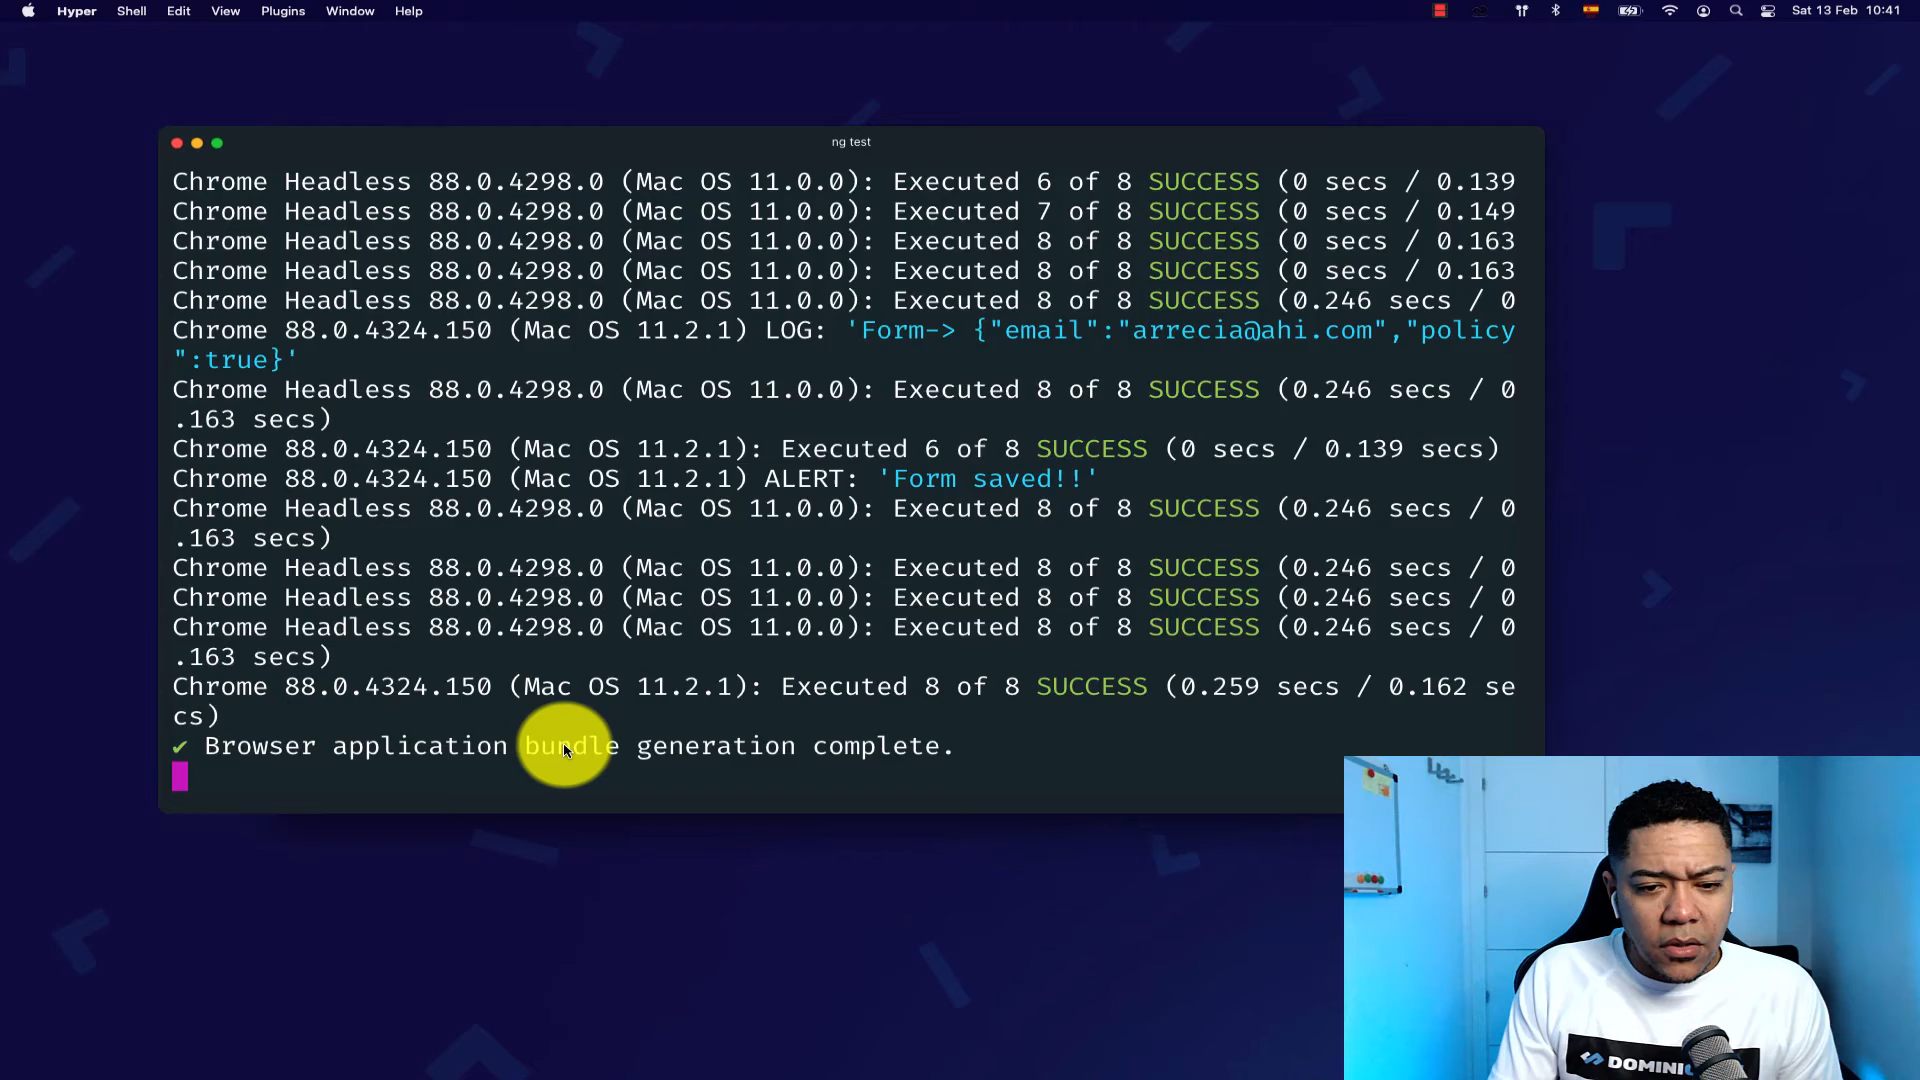 Hyper Shell Edit View Plugins Window Help Sat 13 Feb 10:41
ng test
Chrome Headless 88.0.4298.0 (Mac OS 11.0.0): Executed 6 of 8 SUCCESS (0 secs / 0.139
Chrome Headless 88.0.4298.0 (Mac OS 11.0.0): Executed 7 of 8 SUCCESS (0 secs / 0.149
Chrome Headless 88.0.4298.0 (Mac OS 11.0.0): Executed 8 of 8 SUCCESS (0 secs / 0.163
Chrome Headless 88.0.4298.0 (Mac OS 11.0.0): Executed 8 of 8 SUCCESS (0 secs / 0.163
Chrome Headless 88.0.4298.0 (Mac OS 11.0.0): Executed 8 of 8 SUCCESS (0.246 secs / 0
Chrome 88.0.4324.150 (Mac OS 11.2.1) LOG: 'Form-> {"email":"arrecia@ahi.com","policy
":true}'
Chrome Headless 88.0.4298.0 (Mac OS 11.0.0): Executed 8 of 8 SUCCESS (0.246 secs / 0
.163 secs)
Chrome 88.0.4324.150 (Mac OS 11.2.1): Executed 6 of 8 SUCCESS (0 secs / 0.139 secs)
Chrome 88.0.4324.150 (Mac OS 11.2.1) ALERT: 'Form saved!!'
Chrome Headless 88.0.4298.0 (Mac OS 11.0.0): Executed 8 of 8 SUCCESS (0.246 secs / 0
.163 secs)
Chrome Headless 88.0.4298.0 (Mac OS 11.0.0): Executed 8 of 8 SUCCESS (0.246 secs / 0
Chrome Headless 88.0.4298.0 (Mac OS 11.0.0): Executed 8 of 8 SUCCESS (0.246 secs / 0
Chrome Headless 88.0.4298.0 (Mac OS 11.0.0): Executed 8 of 8 SUCCESS (0.246 secs / 0
.163 secs)
Chrome 88.0.4324.150 (Mac OS 11.2.1): Executed 8 of 8 SUCCESS (0.259 secs / 0.162 se
cs)
✔ Browser application bundle generation complete.